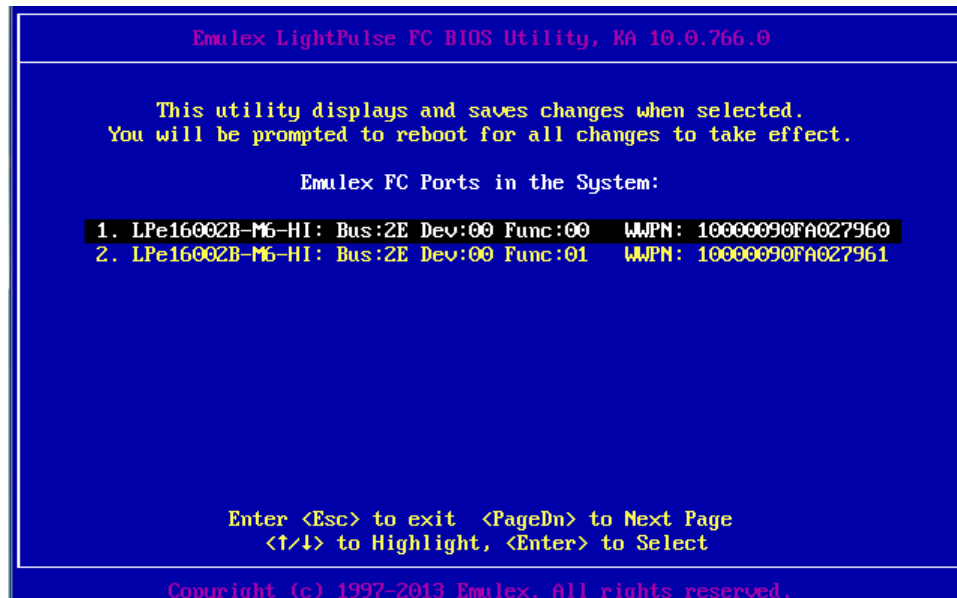 Emulex LightPulse FC BIOS Utility, KA 10.0.766.0
This utility displays and saves changes when selected.
You will be prompted to reboot for all changes to take effect.
Emulex FC Ports in the System:
1. LPe16002B-M6-HI: Bus:2E Dev:00 Func:00 WWPN: 10000090FA027960
2. LPe16002B-M6-HI: Bus:2E Dev:00 Func:01 WWPN: 10000090FA027961
Enter <Esc> to exit <PageDn> to Next Page
<↑/↓> to Highlight, <Enter> to Select
Copyright (c) 1997-2013 Emulex. All rights reserved.